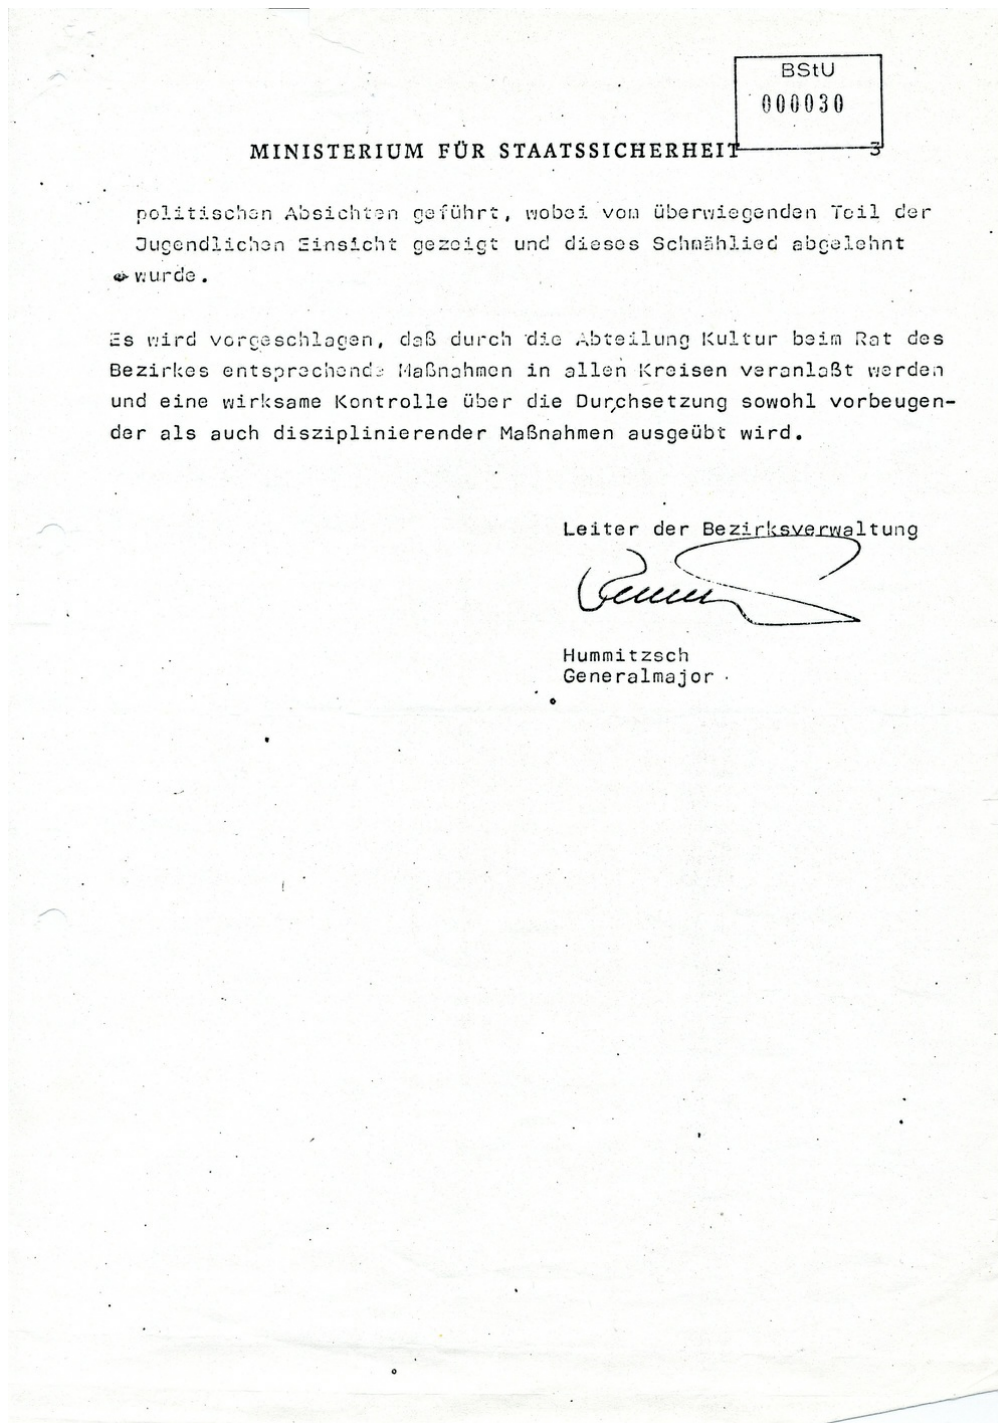 BStU
000030
MINISTERIUM FÜR STAATSSICHERHEIT 3
politischen Absichten geführt, wobei vom überwiegenden Teil der
Jugendlichen Einsicht gezeigt und dieses Schmählied abgelehnt
wurde.
Es wird vorgeschlagen, daß durch die Abteilung Kultur beim Rat des
Bezirkes entsprechende Maßnahmen in allen Kreisen veranlaßt werden
und eine wirksame Kontrolle über die Durchsetzung sowohl vorbeugen-
der als auch disziplinierender Maßnahmen ausgeübt wird.
Leiter der Bezirksverwaltung
Hummitzsch
Generalmajor